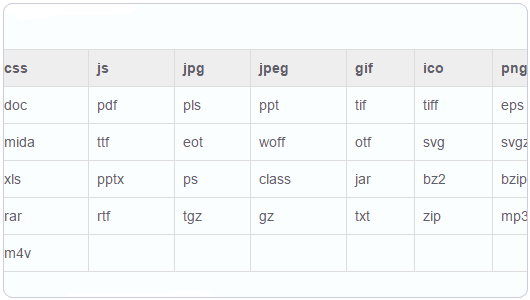 css js jpg jpeg gif ico png
doc pdf pls ppt tif tiff eps
mida ttf eot woff otf svg svgz
xls pptx ps class jar bz2 bzip
rar rtf tgz gz txt zip mp3
m4v